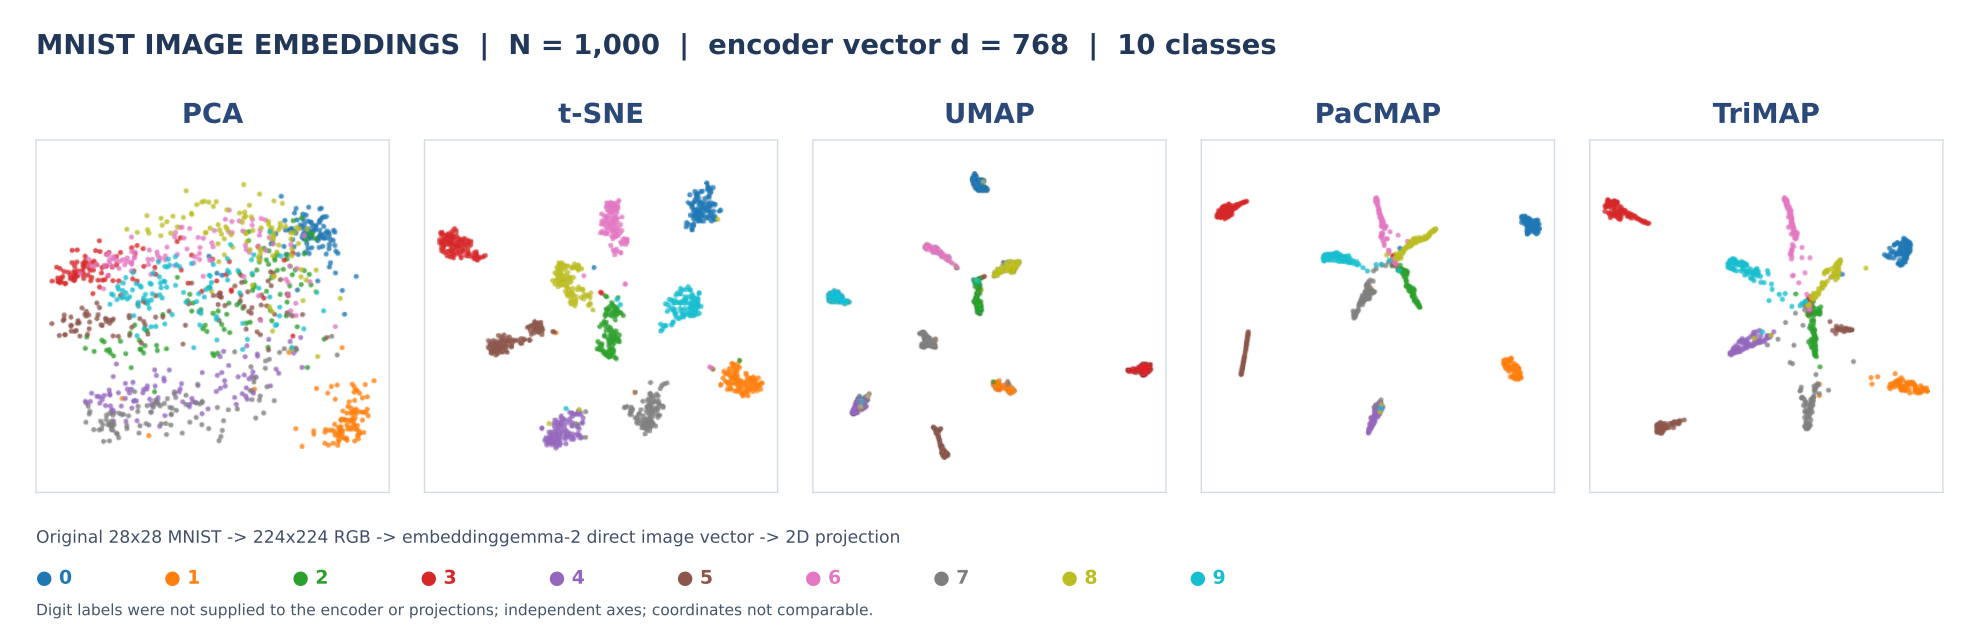 MNIST IMAGE EMBEDDINGS | N = 1,000 | encoder vector d = 768 | 10 classes
PCA t-SNE UMAP PaCMAP TriMAP
Original 28x28 MNIST -> 224x224 RGB -> embeddinggemma-2 direct image vector -> 2D projection
0 1 2 3 4 5 6 7 8 9
Digit labels were not supplied to the encoder or projections; independent axes; coordinates not comparable.